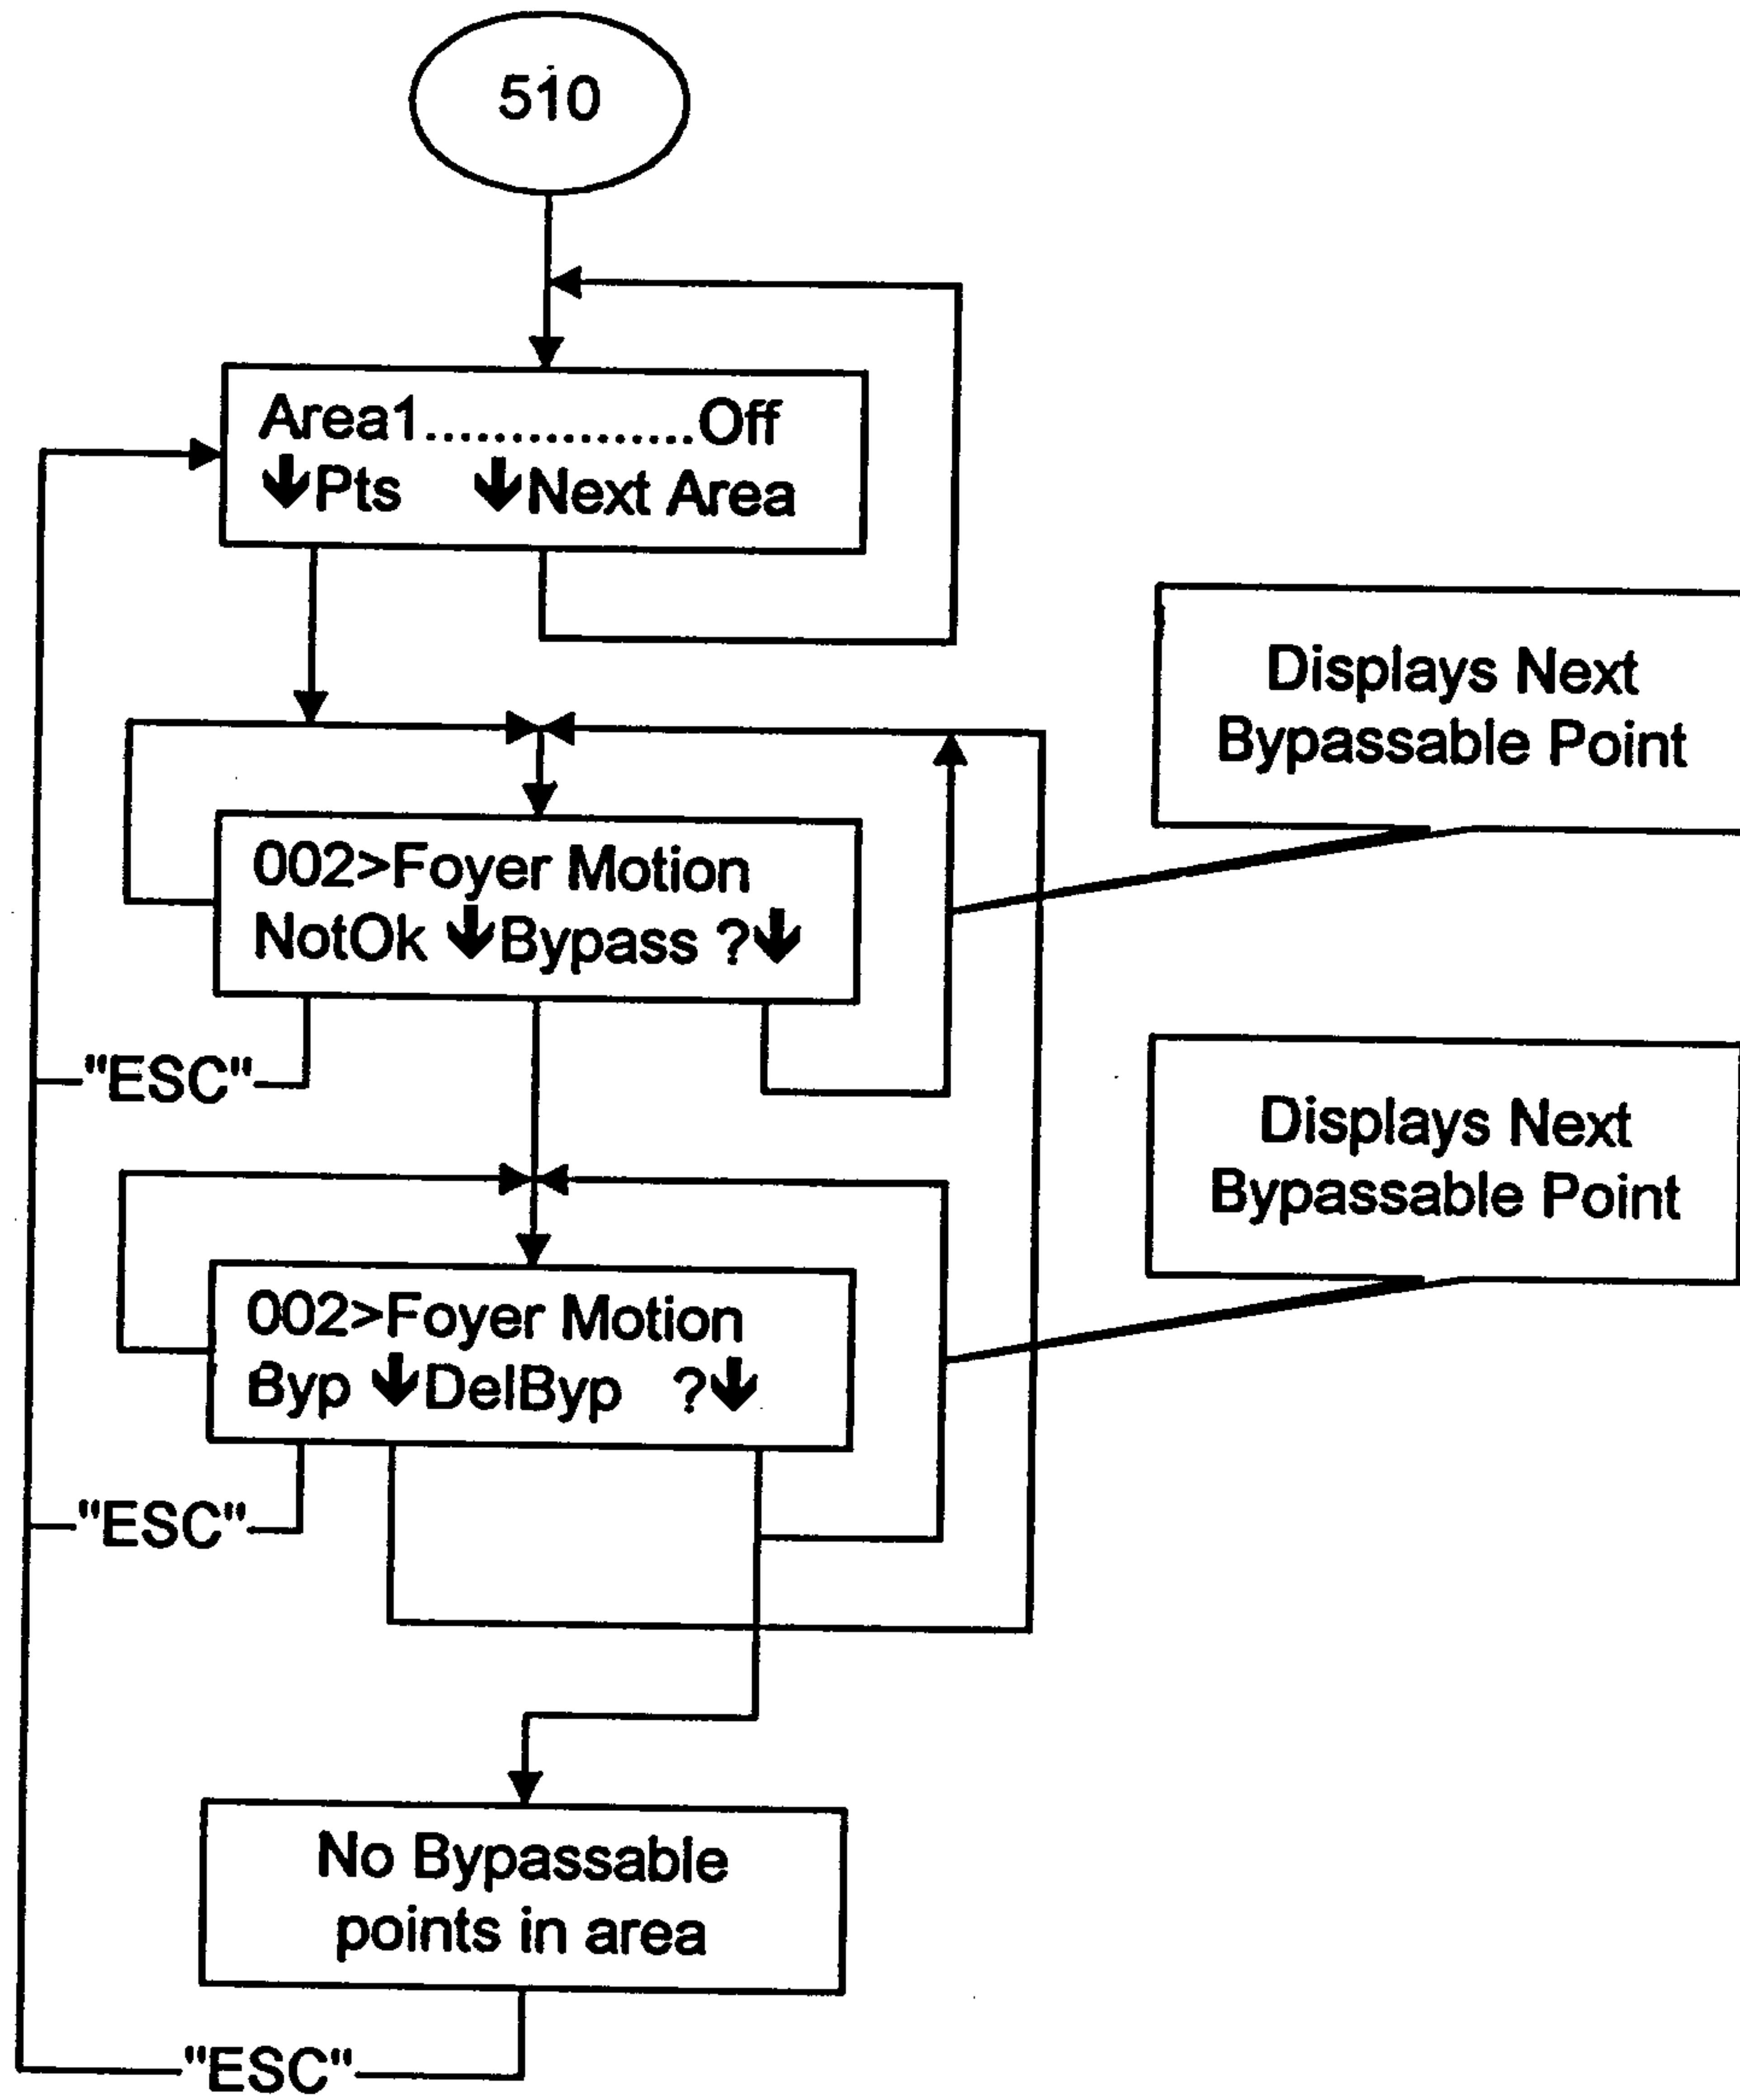 510
Area1................Off
↓Pts ↓Next Area
Displays Next
Bypassable Point
002>Foyer Motion
NotOk ↓Bypass ?↓
"ESC"
Displays Next
Bypassable Point
002>Foyer Motion
Byp ↓DelByp ?↓
"ESC"
No Bypassable
points in area
"ESC"